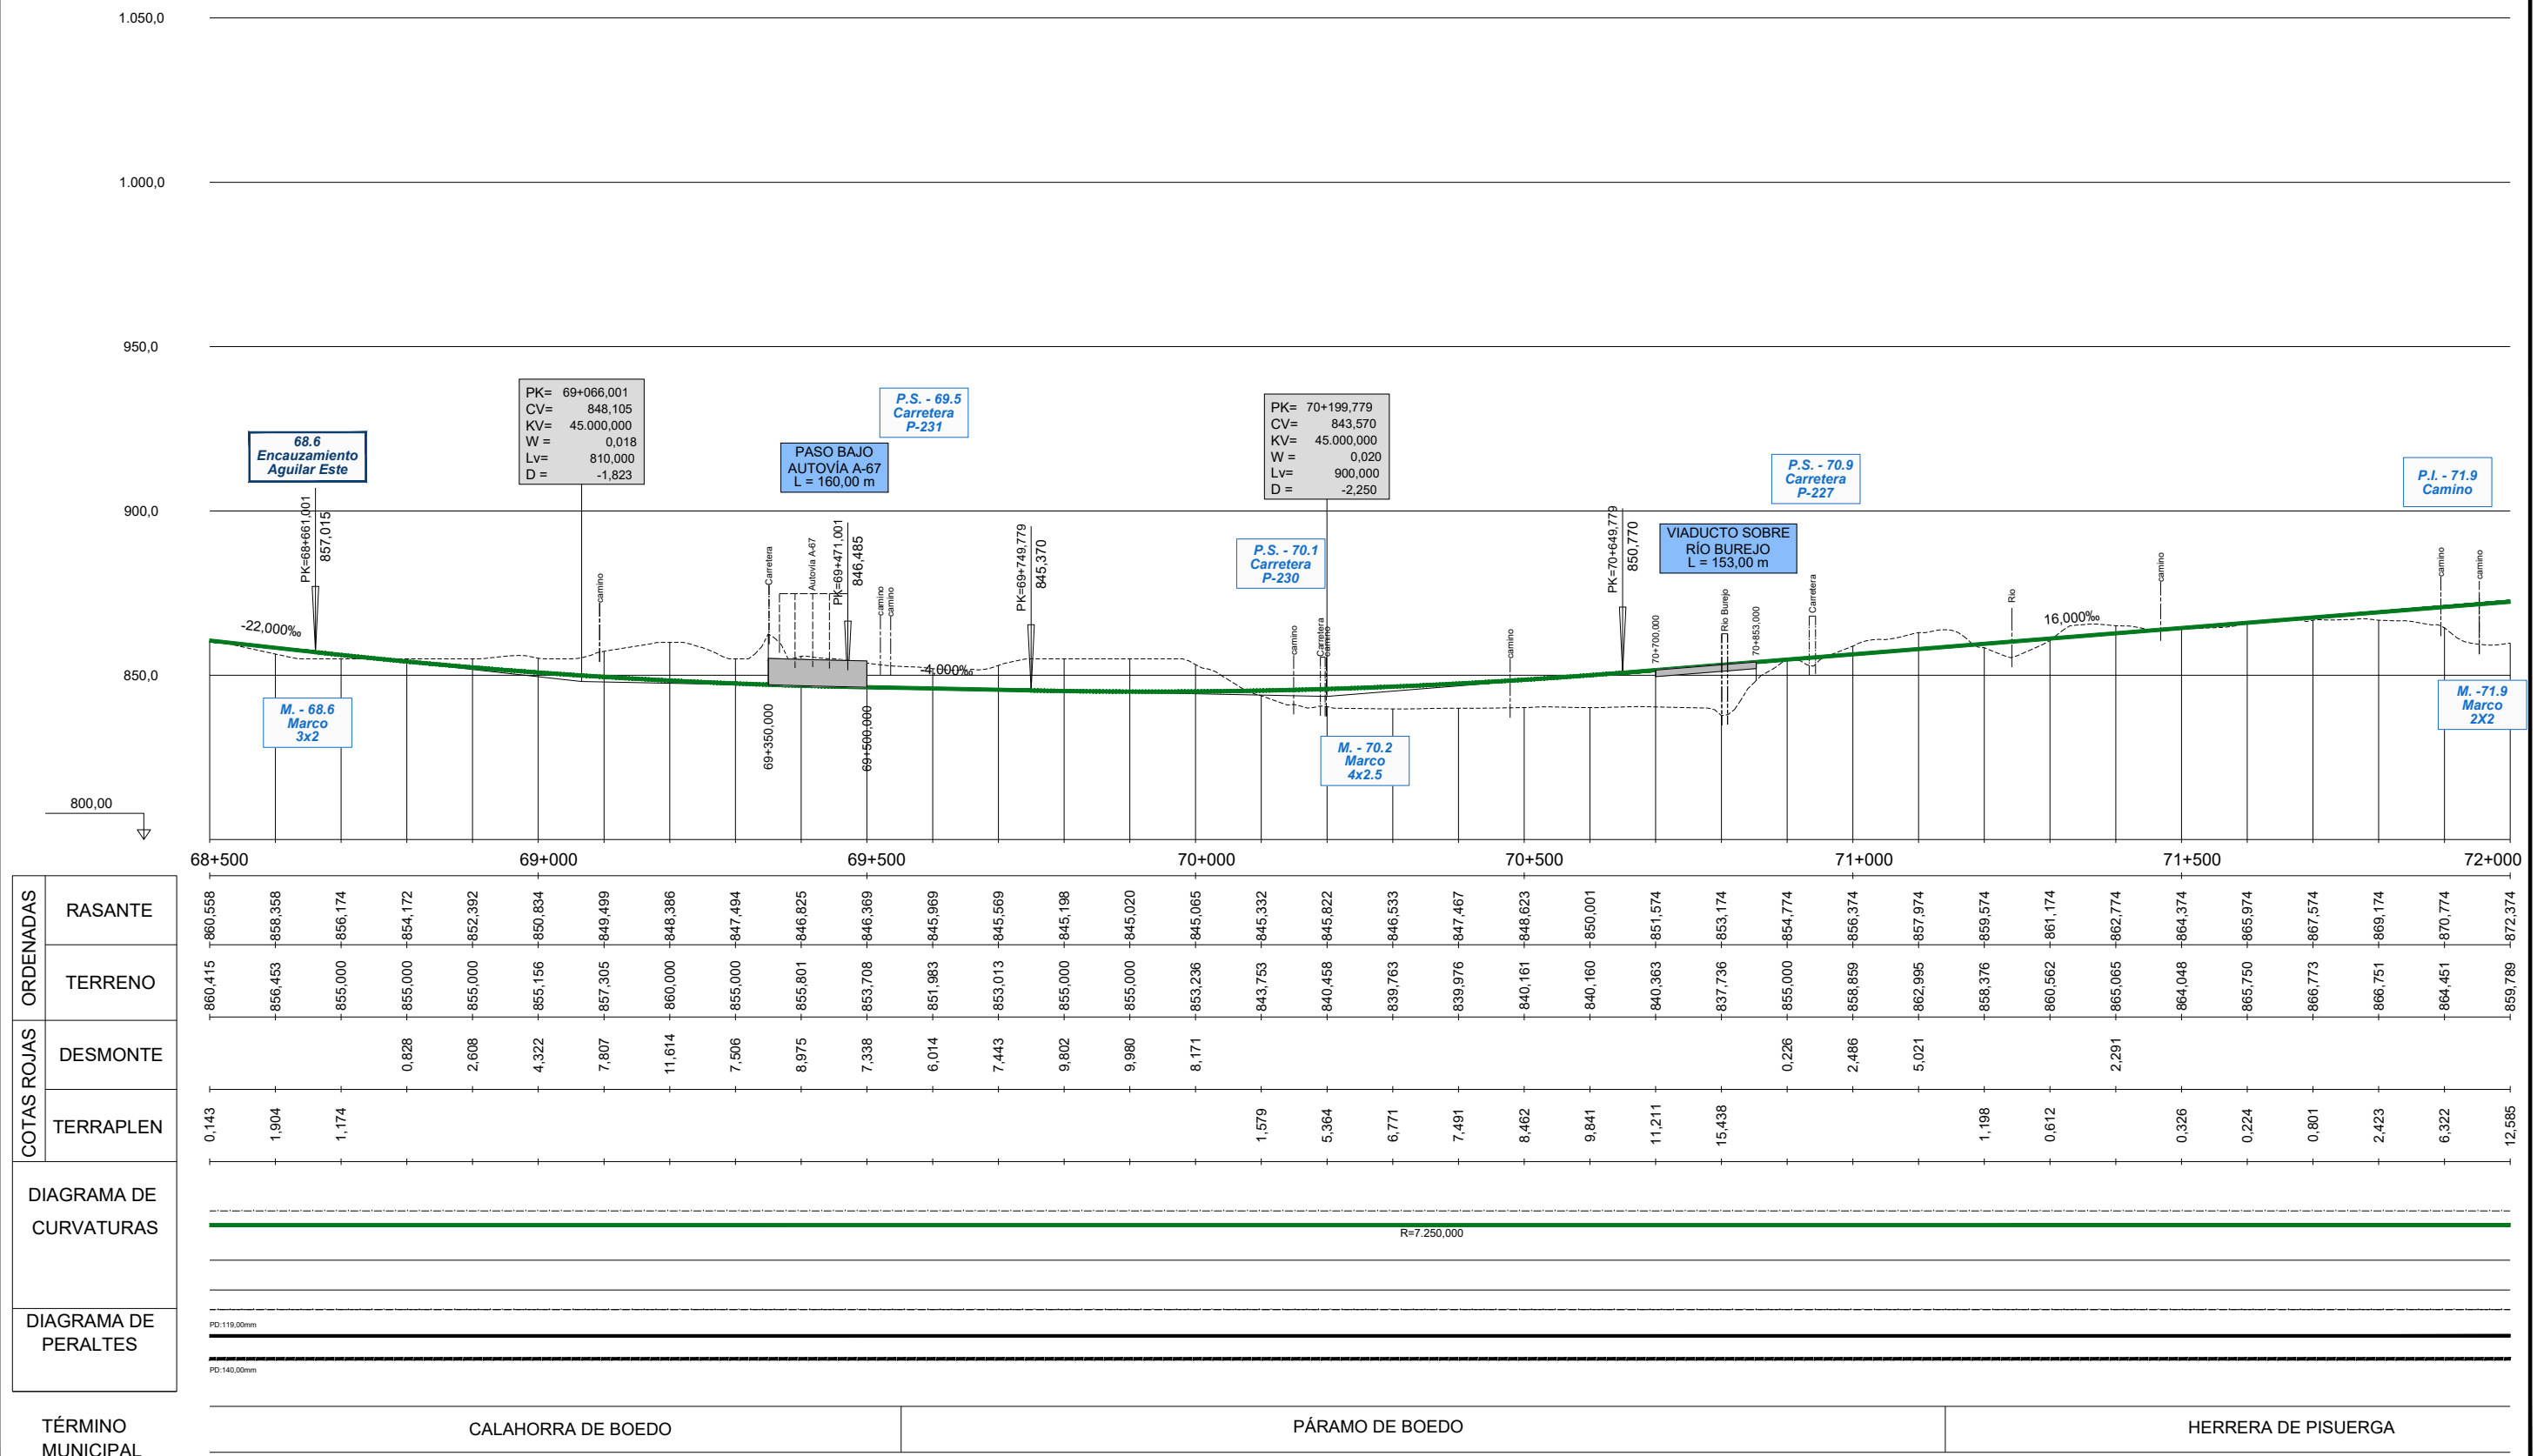 1.050,0
1.000,0
950,0
900,0
850,0
800,00
68.6
Encauzamiento
Aguilar Este
PK=68+661,001
857,015
-22,000‰
M. - 68.6
Marco
3x2
PK= 69+066,001
CV= 848,105
KV= 45.000,000
W = 0,018
Lv= 810,000
D = -1,823
camino
PASO BAJO
AUTOVÍA A-67
L = 160,00 m
P.S. - 69.5
Carretera
P-231
Carretera
Autovía A-67
PK=69+471,001
846,485
camino
camino
69+350,000
69+500,000
-4,000‰
PK=69+749,779
845,370
PK= 70+199,779
CV= 843,570
KV= 45.000,000
W = 0,020
Lv= 900,000
D = -2,250
P.S. - 70.1
Carretera
P-230
camino
Carretera
camino
M. - 70.2
Marco
4x2.5
camino
PK=70+649,779
850,770
VIADUCTO SOBRE
RÍO BUREJO
L = 153,00 m
70+700,000
Río Burejo
70+853,000
P.S. - 70.9
Carretera
P-227
Carretera
Río
16,000‰
camino
P.I. - 71.9
Camino
camino
camino
M. -71.9
Marco
2X2
68+500 69+000 69+500 70+000 70+500 71+000 71+500 72+000
ORDENADAS
RASANTE
860,558 858,358 856,174 854,172 852,392 850,834 849,499 848,386 847,494 846,825 846,369 845,969 845,569 845,198 845,020 845,065 845,332 845,822 846,533 847,467 848,623 850,001 851,574 853,174 854,774 856,374 857,974 859,574 861,174 862,774 864,374 865,974 867,574 869,174 870,774 872,374
TERRENO
860,415 856,453 855,000 855,000 855,000 855,156 857,305 860,000 855,000 855,801 853,708 851,983 853,013 855,000 855,000 853,236 843,753 840,458 839,763 839,976 840,161 840,160 840,363 837,736 855,000 858,859 862,995 858,376 860,562 865,065 864,048 865,750 866,773 866,751 864,451 859,789
COTAS ROJAS
DESMONTE
0,828 2,608 4,322 7,807 11,614 7,506 8,975 7,338 6,014 7,443 9,802 9,980 8,171 0,226 2,486 5,021 2,291
TERRAPLEN
0,143 1,904 1,174 1,579 5,364 6,771 7,491 8,462 9,841 11,211 15,438 1,198 0,612 0,326 0,224 0,801 2,423 6,322 12,585
DIAGRAMA DE
CURVATURAS
R=7.250,000
DIAGRAMA DE
PERALTES
PD:119,00mm
PD:140,00mm
TÉRMINO
MUNICIPAL
CALAHORRA DE BOEDO
PÁRAMO DE BOEDO
HERRERA DE PISUERGA